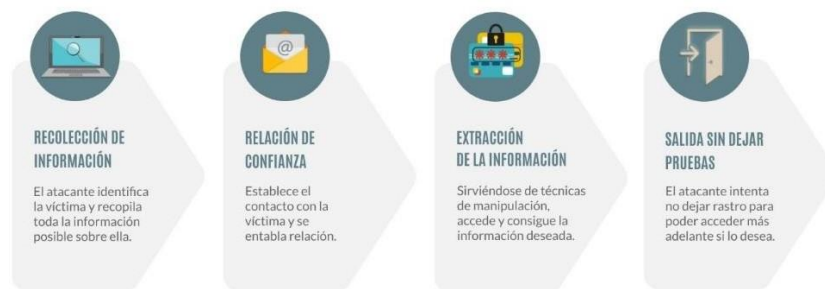 @
RECOLECCIÓN DE
INFORMACIÓN
El atacante identifica
la víctima y recopila
toda la información
posible sobre ella.
RELACIÓN DE
CONFIANZA
Establece el
contacto con la
víctima y se
entabla relación.
EXTRACCIÓN
DE LA INFORMACIÓN
Sirviéndose de técnicas
de manipulación,
accede y consigue la
información deseada.
SALIDA SIN DEJAR
PRUEBAS
El atacante intenta
no dejar rastro para
poder acceder más
adelante si lo desea.